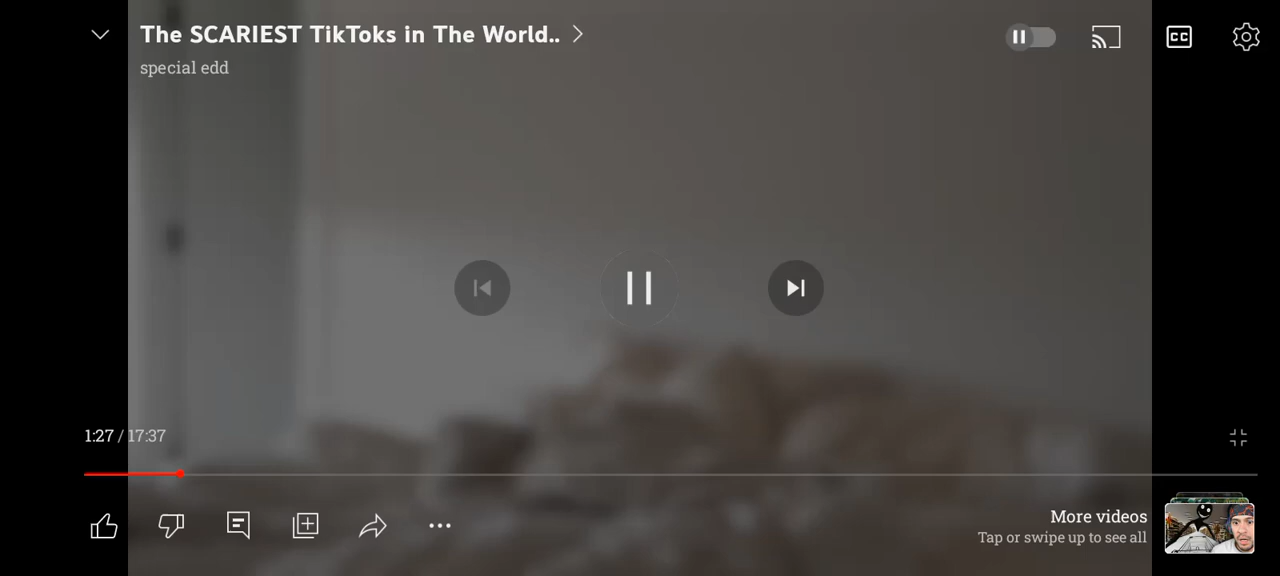 The SCARIEST TikToks in The World..
special edd
CC
1:27 / 17:37
More videos
Tap or swipe up to see all